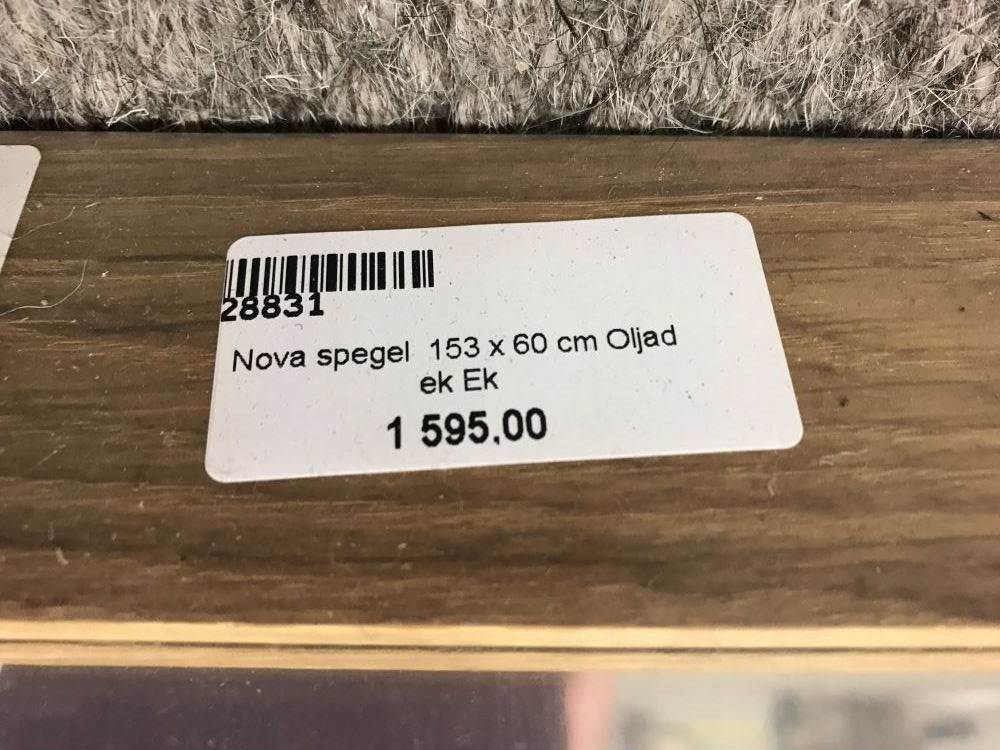 28831
Nova spegel 153 x 60 cm Oljad
ek Ek
1 595,00